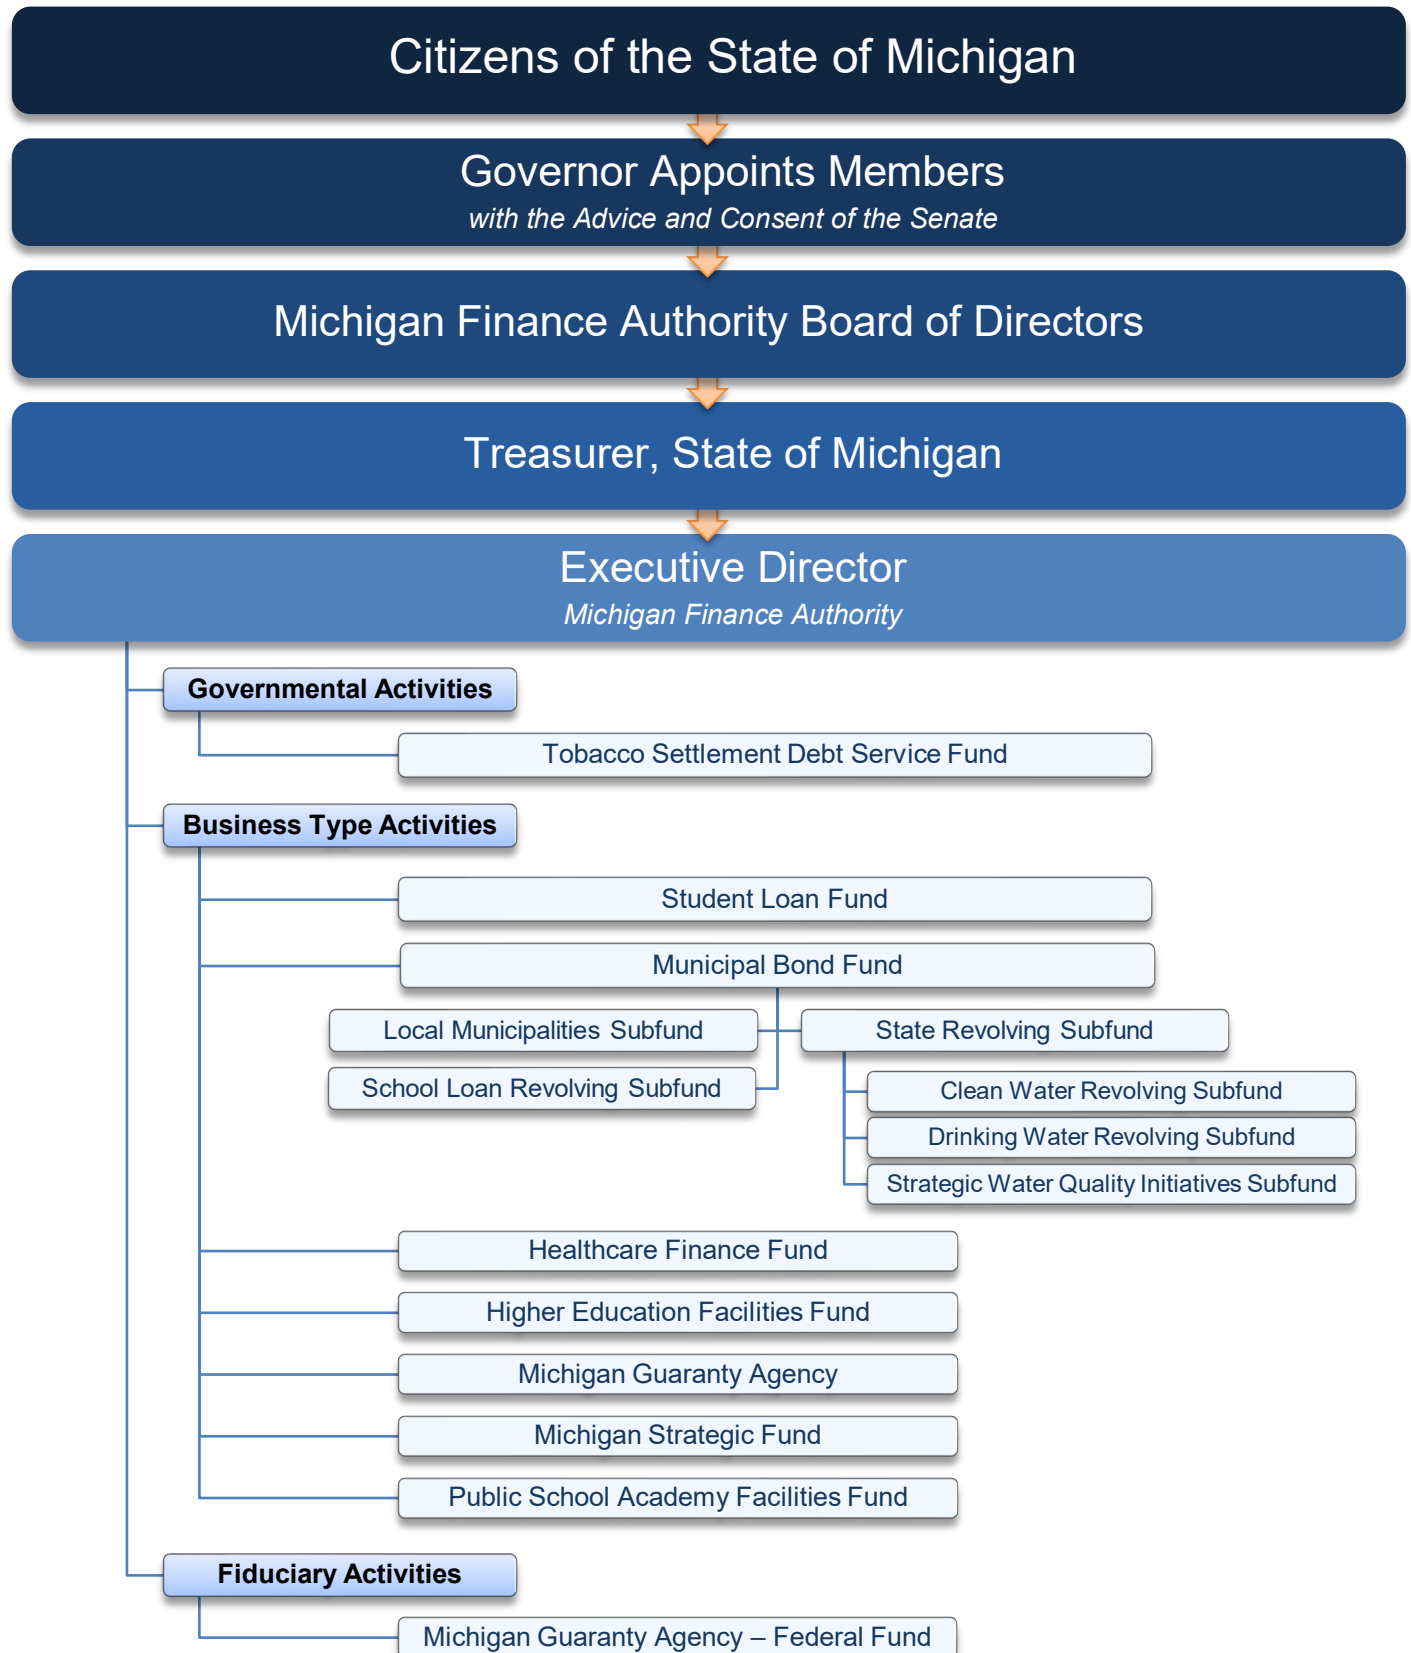 Citizens of the State of Michigan
Governor Appoints Members
with the Advice and Consent of the Senate
Michigan Finance Authority Board of Directors
Treasurer, State of Michigan
Executive Director
Michigan Finance Authority
Governmental Activities
Tobacco Settlement Debt Service Fund
Business Type Activities
Student Loan Fund
Municipal Bond Fund
Local Municipalities Subfund
State Revolving Subfund
School Loan Revolving Subfund
Clean Water Revolving Subfund
Drinking Water Revolving Subfund
Strategic Water Quality Initiatives Subfund
Healthcare Finance Fund
Higher Education Facilities Fund
Michigan Guaranty Agency
Michigan Strategic Fund
Public School Academy Facilities Fund
Fiduciary Activities
Michigan Guaranty Agency – Federal Fund